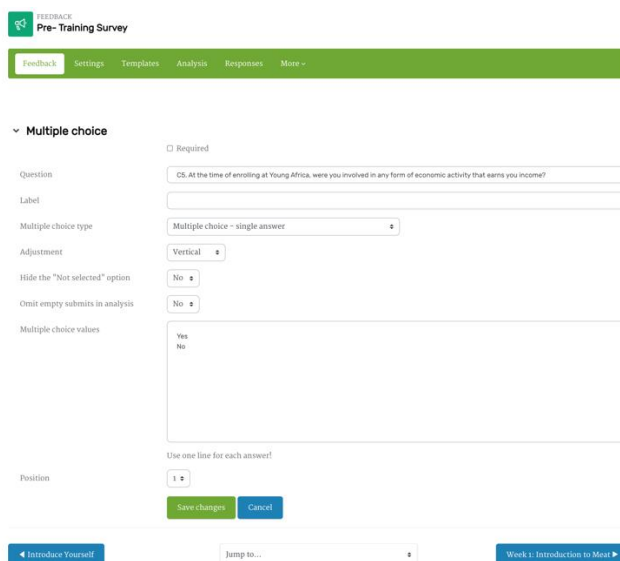 FEEDBACK
Pre- Training Survey
Feedback Settings Templates Analysis Responses More
Multiple choice
Required
Question C5. At the time of enrolling at Young Africa, were you involved in any form of economic activity that earns you income?
Label
Multiple choice type Multiple choice - single answer
Adjustment Vertical
Hide the "Not selected" option No
Omit empty submits in analysis No
Multiple choice values
Yes
No
Use one line for each answer!
Position 1
Save changes Cancel
Introduce Yourself Jump to... Week 1: Introduction to Meat